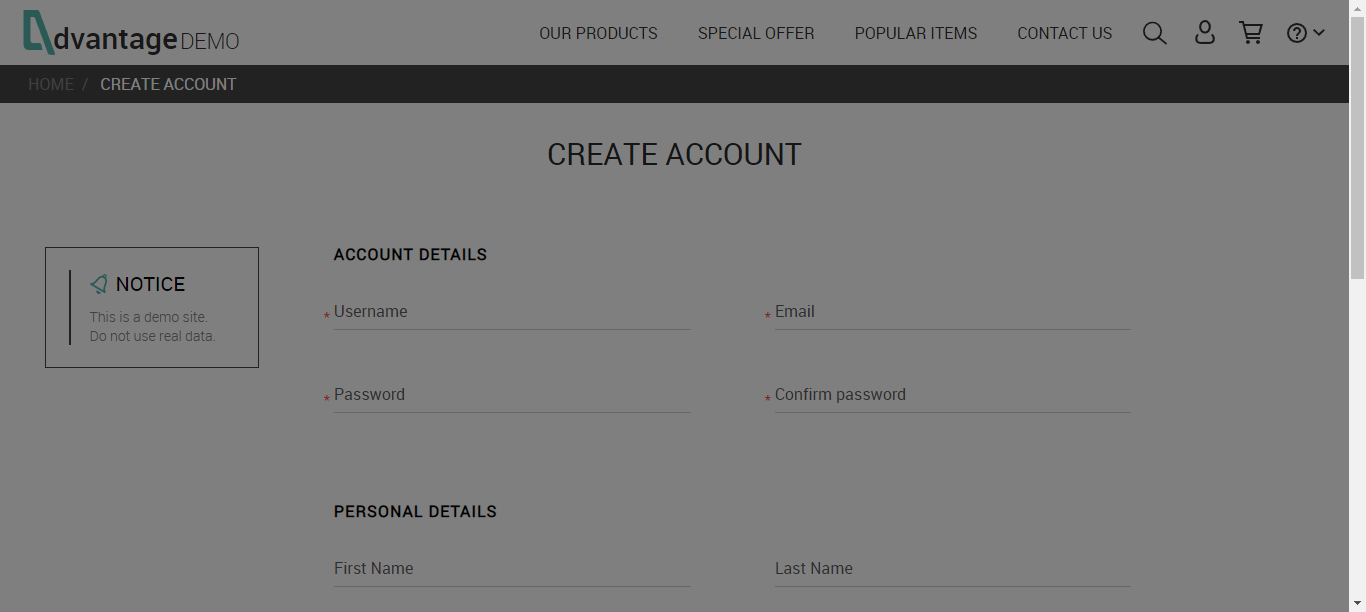 dvantage DEMO
OUR PRODUCTS SPECIAL OFFER POPULAR ITEMS CONTACT US
HOME / CREATE ACCOUNT
CREATE ACCOUNT
NOTICE
This is a demo site.
Do not use real data.
ACCOUNT DETAILS
* Username * Email
* Password * Confirm password
PERSONAL DETAILS
First Name Last Name